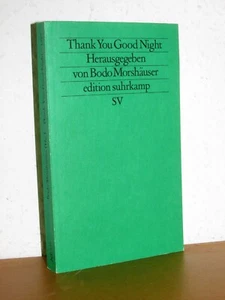 Thank You Good Night
Herausgegeben
von Bodo Morshäuser
edition suhrkamp
SV